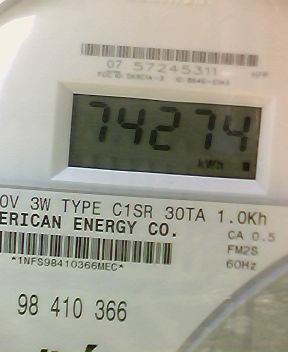 07 57245311
74274
kWh
0V 3W TYPE C1SR 30TA 1.0Kh
ERICAN ENERGY CO.
CA 0.5
FM2S
60Hz
*1NFS98410366MEC*
98 410 366